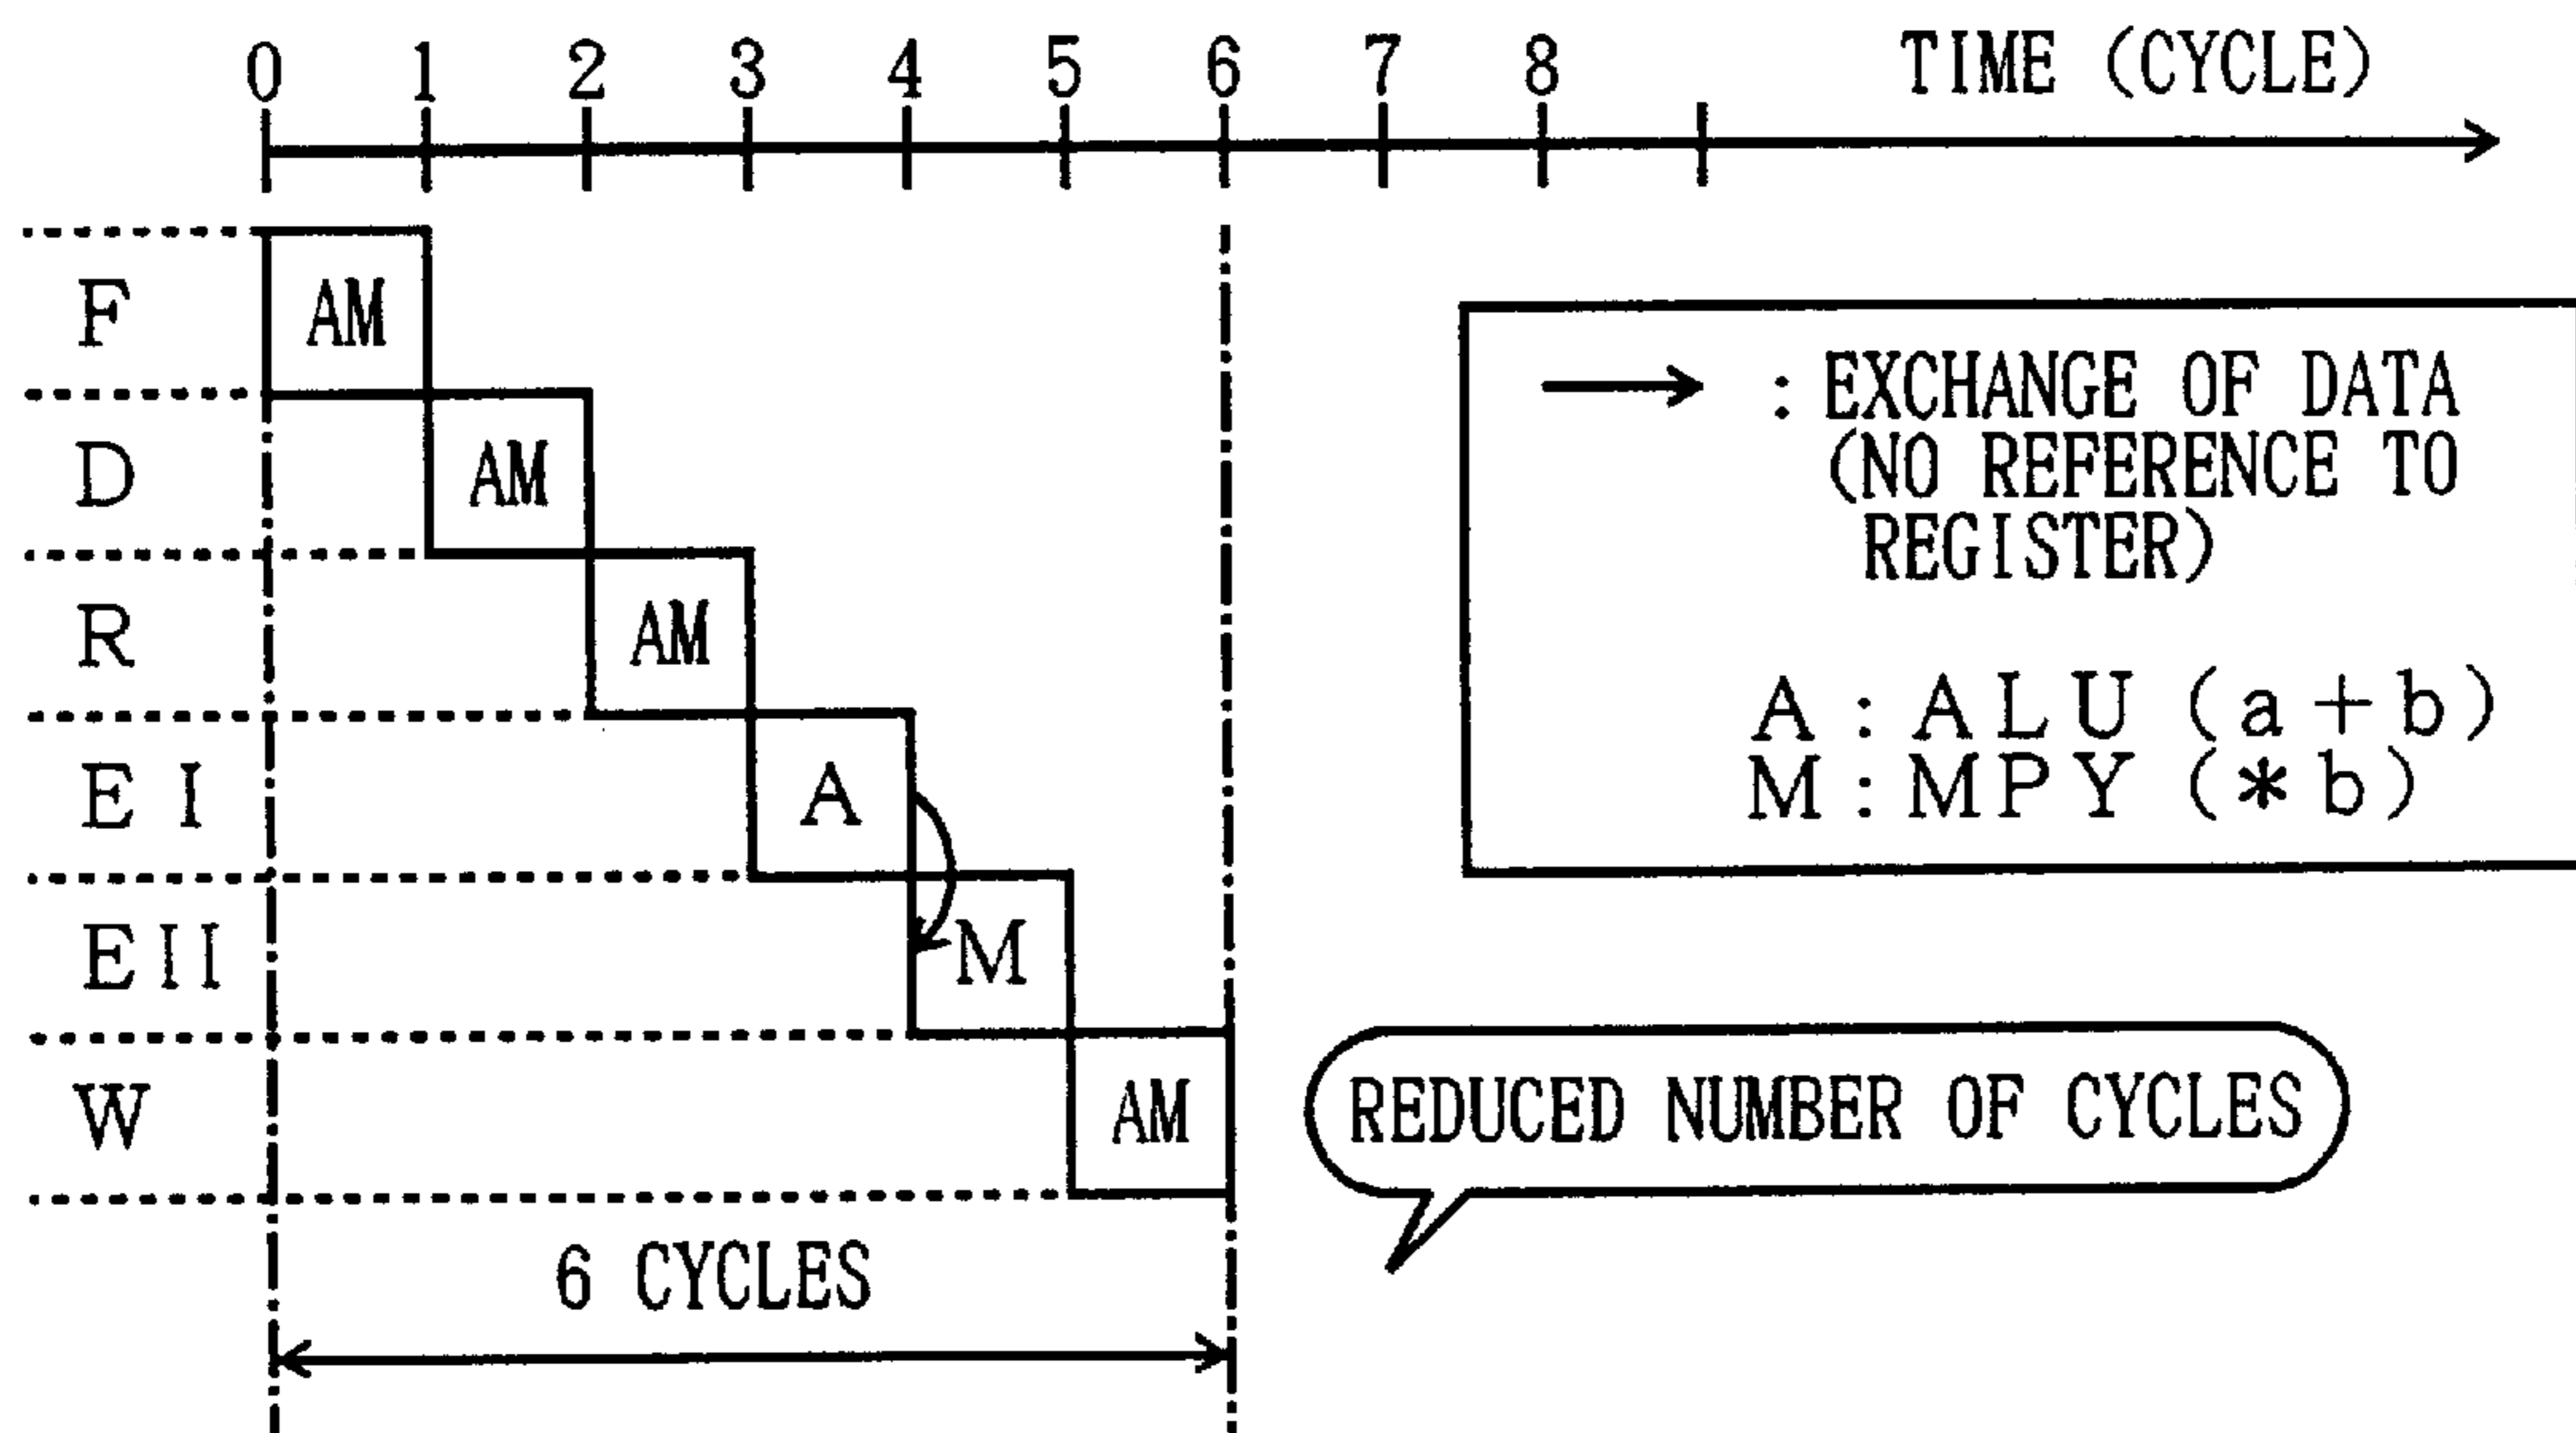 0 1 2 3 4 5 6 7 8 TIME (CYCLE)
F AM
D AM
R AM
E I A
E II M
W AM
6 CYCLES
: EXCHANGE OF DATA
(NO REFERENCE TO
REGISTER)
A : ALU (a+b)
M : MPY (*b)
REDUCED NUMBER OF CYCLES